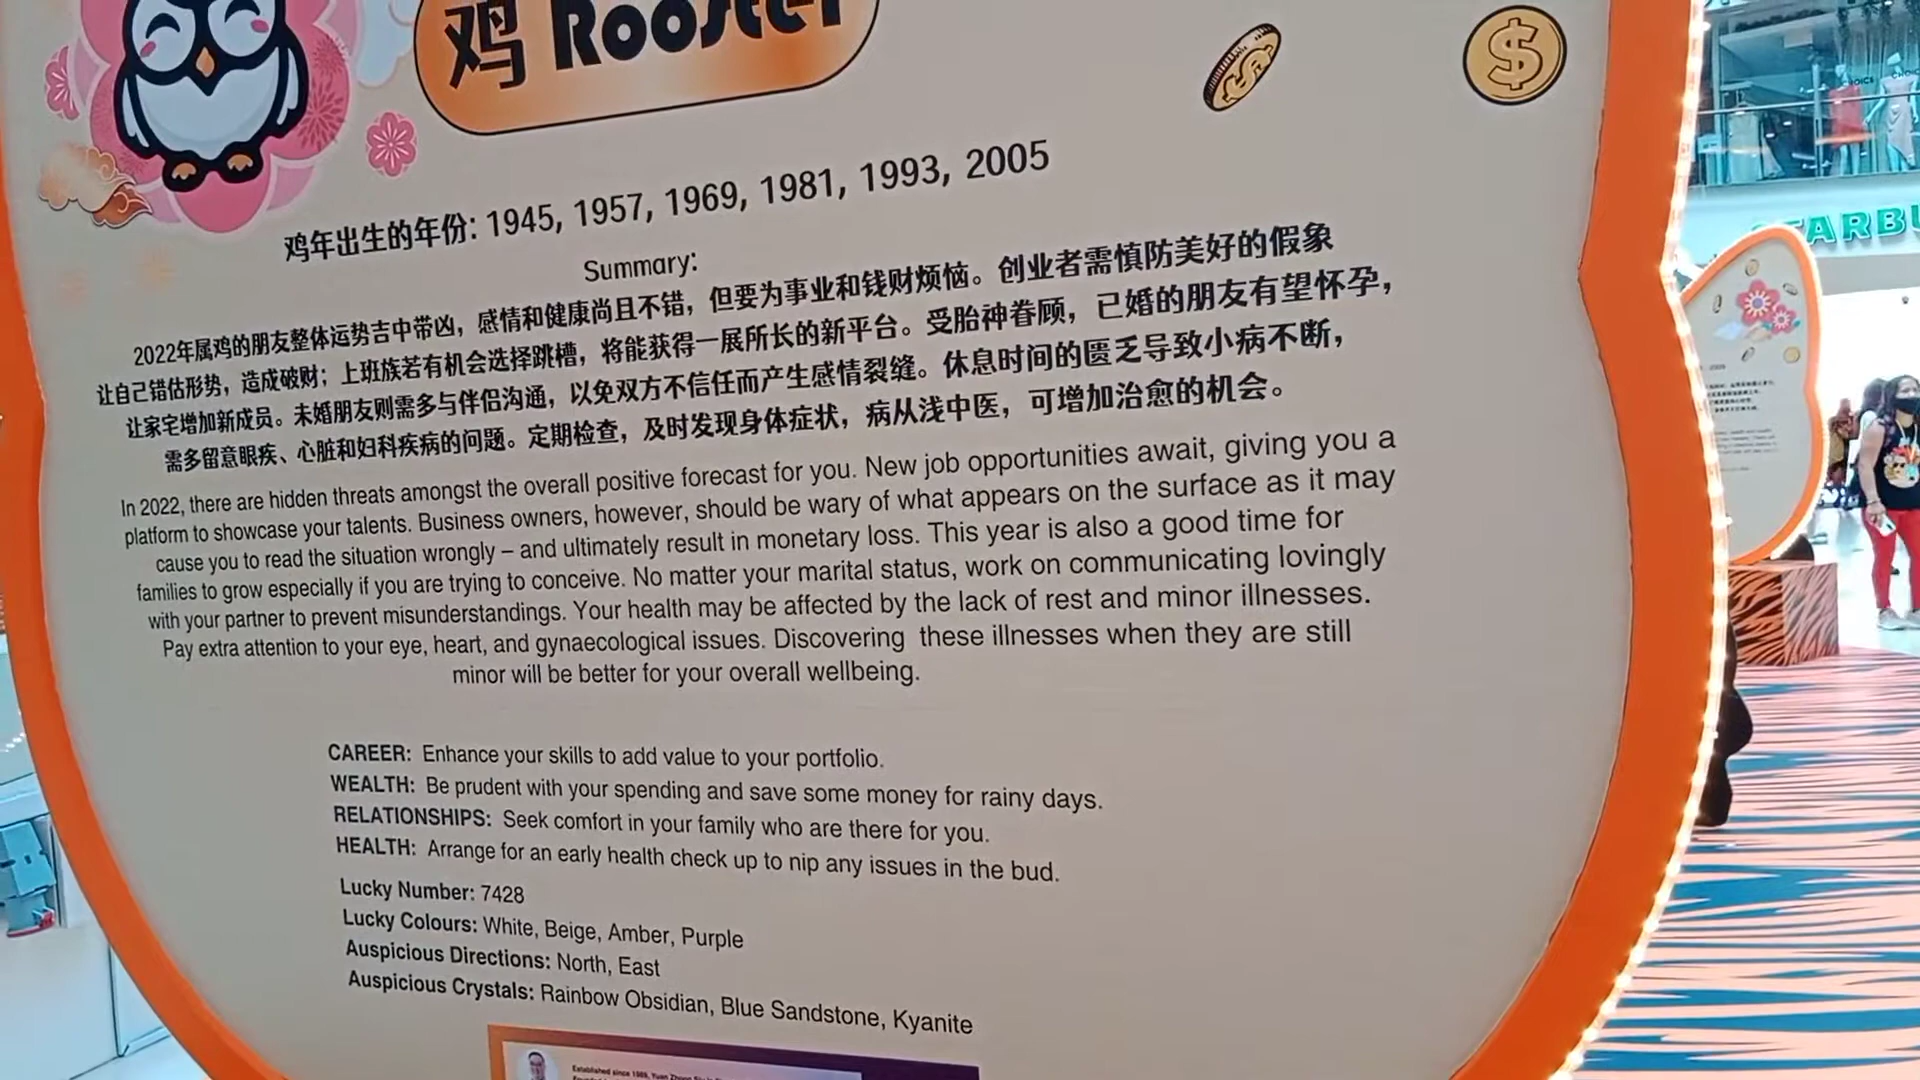 鸡 Rooster
鸡年出生的年份: 1945, 1957, 1969, 1981, 1993, 2005
Summary:
2022年属鸡的朋友整体运势吉中带凶，感情和健康尚且不错，但要为事业和钱财烦恼。创业者需慎防美好的假象
让自己错估形势，造成破财；上班族若有机会选择跳槽，将能获得一展所长的新平台。受胎神眷顾，已婚的朋友有望怀孕，
让家宅增加新成员。未婚朋友则需多与伴侣沟通，以免双方不信任而产生感情裂缝。休息时间的匮乏导致小病不断，
需多留意眼疾、心脏和妇科疾病的问题。定期检查，及时发现身体症状，病从浅中医，可增加治愈的机会。
In 2022, there are hidden threats amongst the overall positive forecast for you. New job opportunities await, giving you a
platform to showcase your talents. Business owners, however, should be wary of what appears on the surface as it may
cause you to read the situation wrongly – and ultimately result in monetary loss. This year is also a good time for
families to grow especially if you are trying to conceive. No matter your marital status, work on communicating lovingly
with your partner to prevent misunderstandings. Your health may be affected by the lack of rest and minor illnesses.
Pay extra attention to your eye, heart, and gynaecological issues. Discovering these illnesses when they are still
minor will be better for your overall wellbeing.
CAREER: Enhance your skills to add value to your portfolio.
WEALTH: Be prudent with your spending and save some money for rainy days.
RELATIONSHIPS: Seek comfort in your family who are there for you.
HEALTH: Arrange for an early health check up to nip any issues in the bud.
Lucky Number: 7428
Lucky Colours: White, Beige, Amber, Purple
Auspicious Directions: North, East
Auspicious Crystals: Rainbow Obsidian, Blue Sandstone, Kyanite
Established since 1989, Yuan Zhong
STARBU
CHOICS